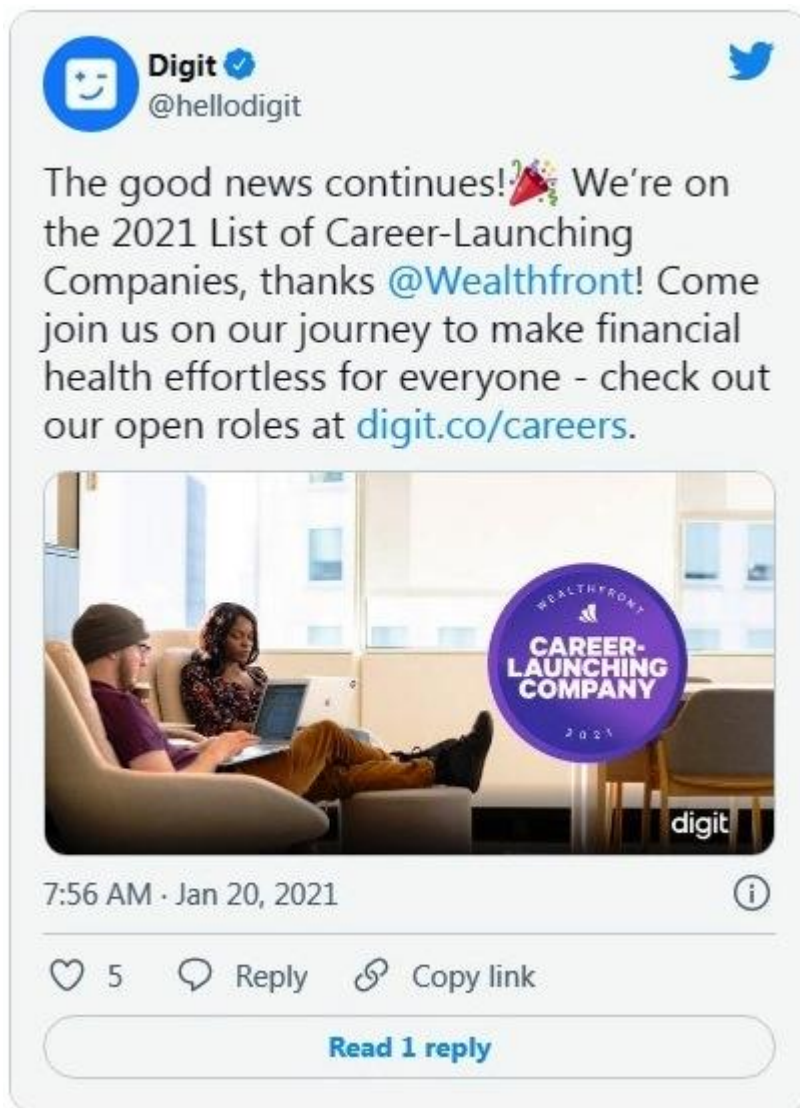 Digit
@hellodigit
The good news continues!🎉 We're on
the 2021 List of Career-Launching
Companies, thanks @Wealthfront! Come
join us on our journey to make financial
health effortless for everyone - check out
our open roles at digit.co/careers.
WEALTHFRONT
CAREER-
LAUNCHING
COMPANY
2021
digit
7:56 AM · Jan 20, 2021
5 Reply Copy link
Read 1 reply